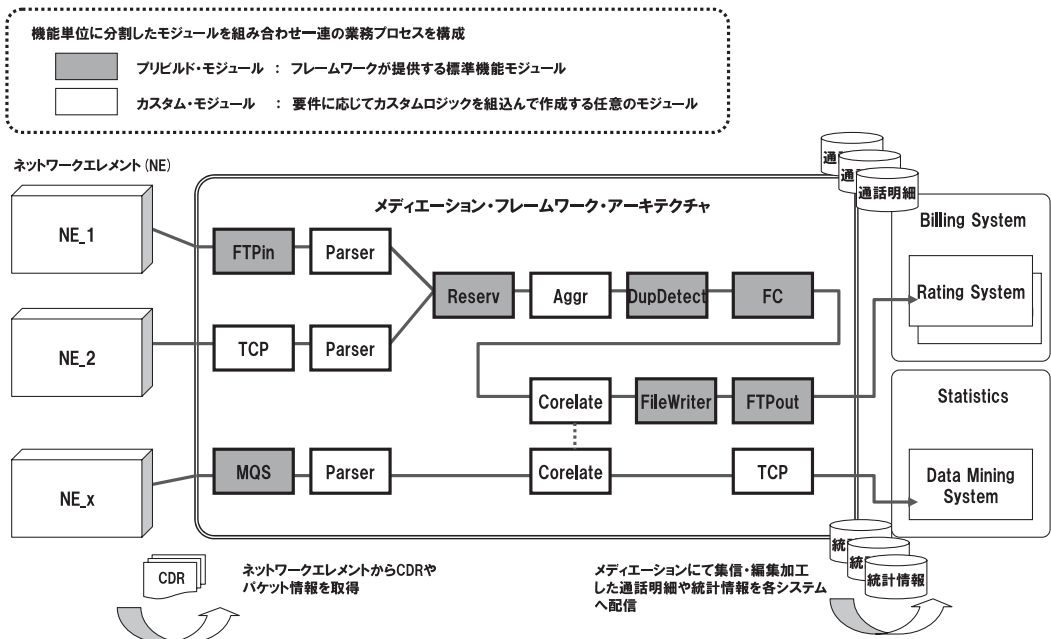 機能単位に分割したモジュールを組み合わせ一連の業務プロセスを構成
プリビルド・モジュール ： フレームワークが提供する標準機能モジュール
カスタム・モジュール ： 要件に応じてカスタムロジックを組込んで作成する任意のモジュール
ネットワークエレメント(NE)
メディエーション・フレームワーク・アーキテクチャ
通
通
通話明細
NE_1
FTPin
Parser
Billing System
Reserv
Aggr
DupDetect
FC
Rating System
NE_2
TCP
Parser
Corelate
FileWriter
FTPout
Statistics
NE_x
MQS
Parser
Corelate
TCP
Data Mining
System
統
統
統計情報
CDR
ネットワークエレメントからCDRや
パケット情報を取得
メディエーションにて集信・編集加工
した通話明細や統計情報を各システム
へ配信